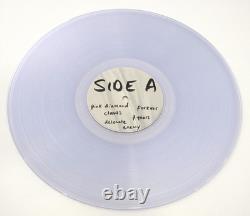 SIDE A
pink diamond forever
claws 7 years
detonate
enemy